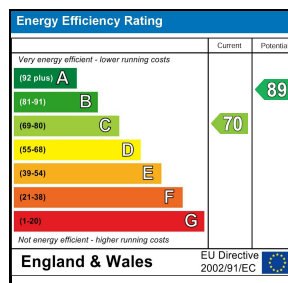 Energy Efficiency Rating
Current
Potential
Very energy efficient - lower running costs
(92 plus) A
(81-91) B
(69-80) C
(55-68) D
(39-54) E
(21-38) F
(1-20) G
70
89
Not energy efficient - higher running costs
England & Wales
EU Directive
2002/91/EC